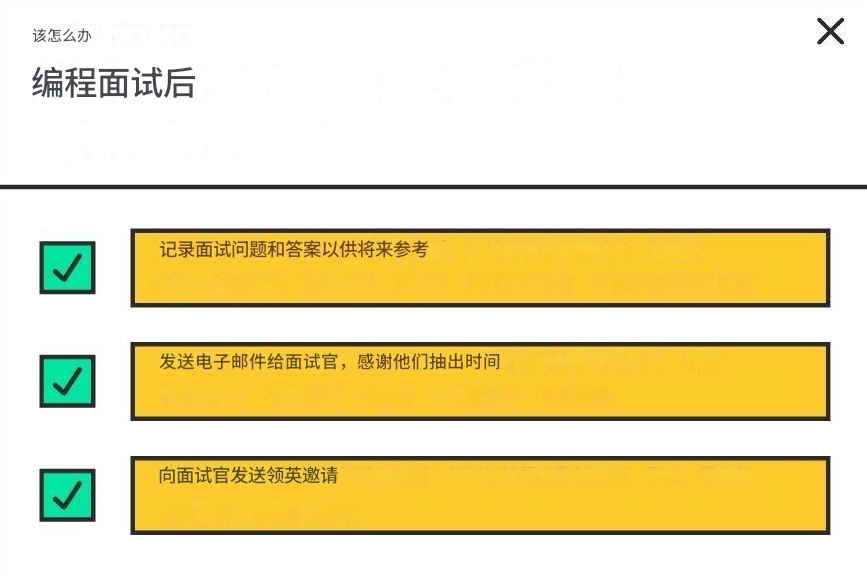 该怎么办
编程面试后
记录面试问题和答案以供将来参考
发送电子邮件给面试官，感谢他们抽出时间
向面试官发送领英邀请